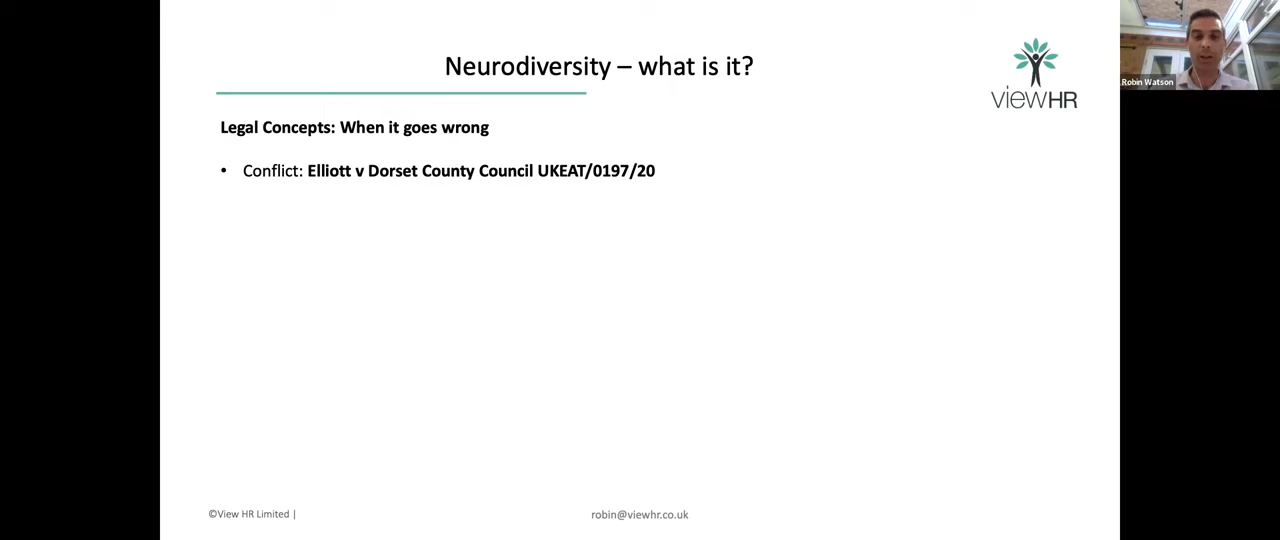 Neurodiversity – what is it?
viewHR
Robin Watson
Legal Concepts: When it goes wrong
• Conflict: Elliott v Dorset County Council UKEAT/0197/20
©View HR Limited |
robin@viewhr.co.uk